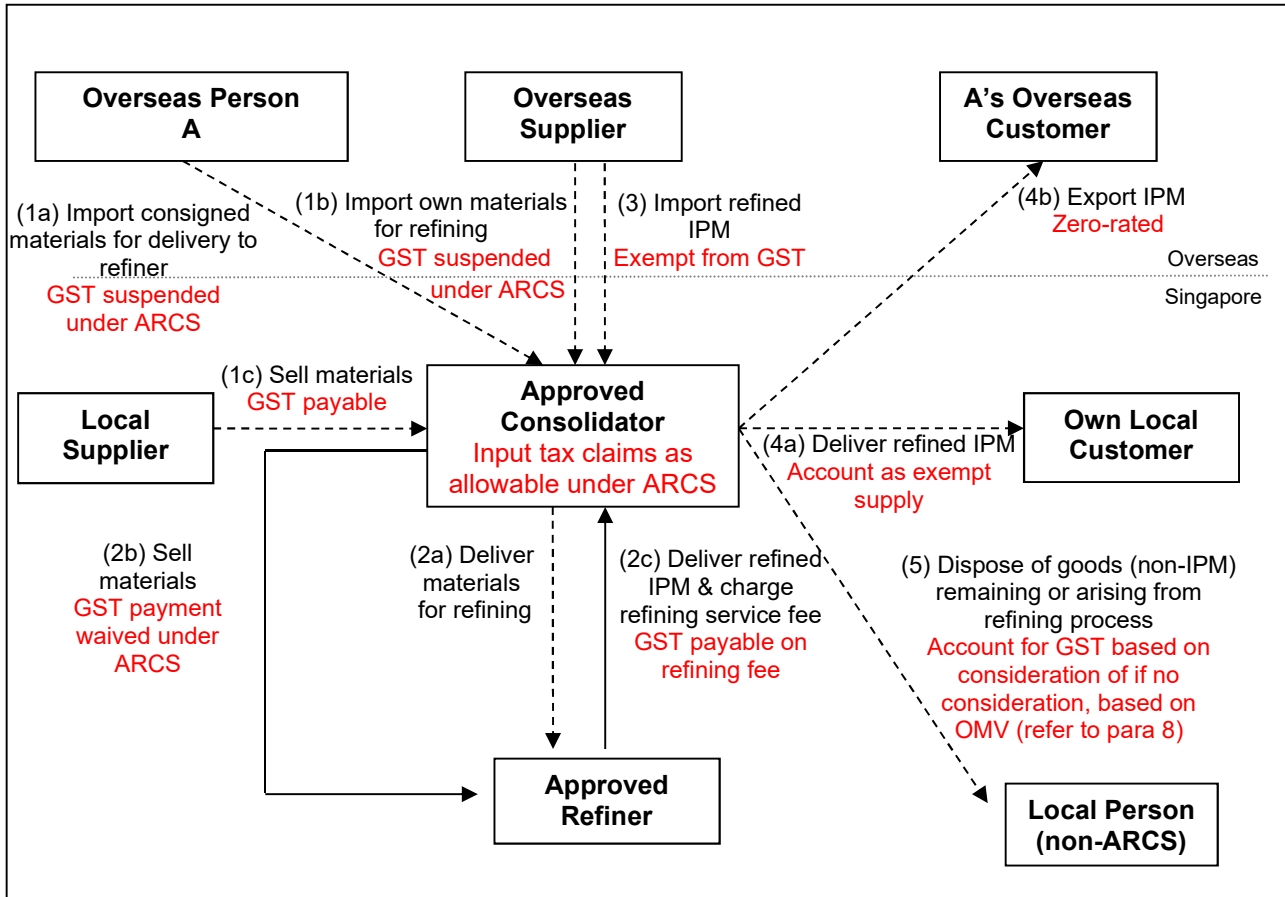 Overseas Person
A
Overseas
Supplier
A's Overseas
Customer
(1a) Import consigned
materials for delivery to
refiner
GST suspended
under ARCS
(1b) Import own materials
for refining
GST suspended
under ARCS
(3) Import refined
IPM
Exempt from GST
(4b) Export IPM
Zero-rated
Overseas
Singapore
Local
Supplier
(1c) Sell materials
GST payable
Approved
Consolidator
Input tax claims as
allowable under ARCS
(4a) Deliver refined IPM
Account as exempt
supply
Own Local
Customer
(2b) Sell
materials
GST payment
waived under
ARCS
(2a) Deliver
materials
for refining
(2c) Deliver refined
IPM & charge
refining service fee
GST payable on
refining fee
(5) Dispose of goods (non-IPM)
remaining or arising from
refining process
Account for GST based on
consideration of if no
consideration, based on
OMV (refer to para 8)
Approved
Refiner
Local Person
(non-ARCS)